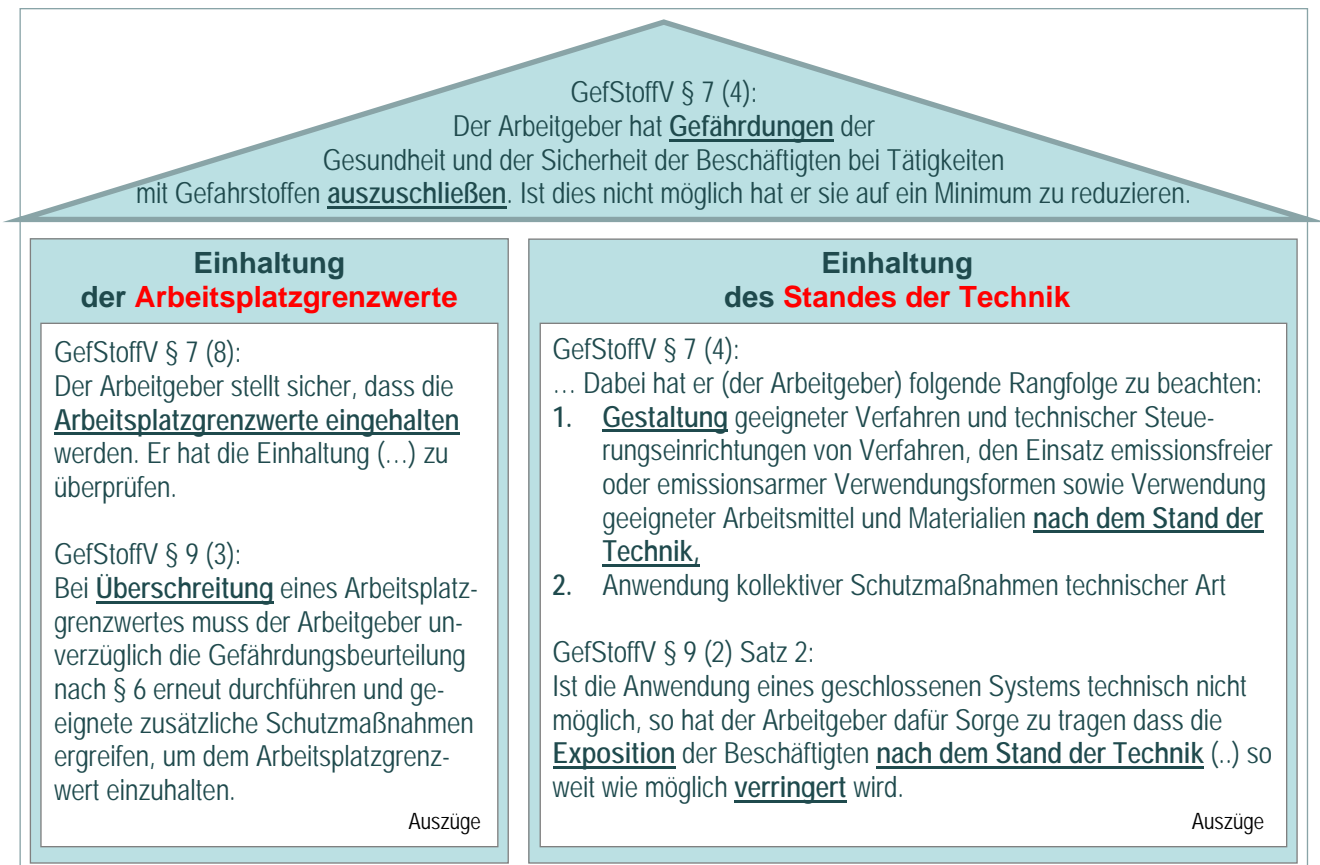 GefStoffV § 7 (4):
Der Arbeitgeber hat Gefährdungen der
Gesundheit und der Sicherheit der Beschäftigten bei Tätigkeiten
mit Gefahrstoffen auszuschließen. Ist dies nicht möglich hat er sie auf ein Minimum zu reduzieren.
Einhaltung
der Arbeitsplatzgrenzwerte
GefStoffV § 7 (8):
Der Arbeitgeber stellt sicher, dass die
Arbeitsplatzgrenzwerte eingehalten
werden. Er hat die Einhaltung (…) zu
überprüfen.
GefStoffV § 9 (3):
Bei Überschreitung eines Arbeitsplatz-
grenzwertes muss der Arbeitgeber un-
verzüglich die Gefährdungsbeurteilung
nach § 6 erneut durchführen und ge-
eignete zusätzliche Schutzmaßnahmen
ergreifen, um dem Arbeitsplatzgrenz-
wert einzuhalten.
Auszüge
Einhaltung
des Standes der Technik
GefStoffV § 7 (4):
… Dabei hat er (der Arbeitgeber) folgende Rangfolge zu beachten:
1. Gestaltung geeigneter Verfahren und technischer Steue-
rungseinrichtungen von Verfahren, den Einsatz emissionsfreier
oder emissionsarmer Verwendungsformen sowie Verwendung
geeigneter Arbeitsmittel und Materialien nach dem Stand der
Technik,
2. Anwendung kollektiver Schutzmaßnahmen technischer Art
GefStoffV § 9 (2) Satz 2:
Ist die Anwendung eines geschlossenen Systems technisch nicht
möglich, so hat der Arbeitgeber dafür Sorge zu tragen dass die
Exposition der Beschäftigten nach dem Stand der Technik (..) so
weit wie möglich verringert wird.
Auszüge